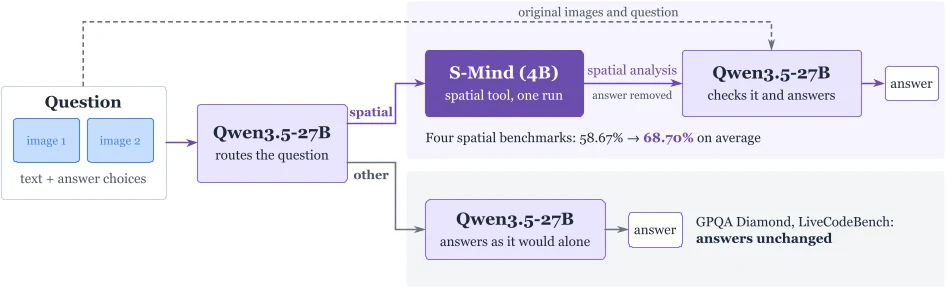 original images and question
Question
image 1
image 2
text + answer choices
Qwen3.5-27B
routes the question
spatial
other
S-Mind (4B)
spatial tool, one run
spatial analysis
answer removed
Qwen3.5-27B
checks it and answers
answer
Four spatial benchmarks: 58.67% → 68.70% on average
Qwen3.5-27B
answers as it would alone
answer
GPQA Diamond, LiveCodeBench:
answers unchanged